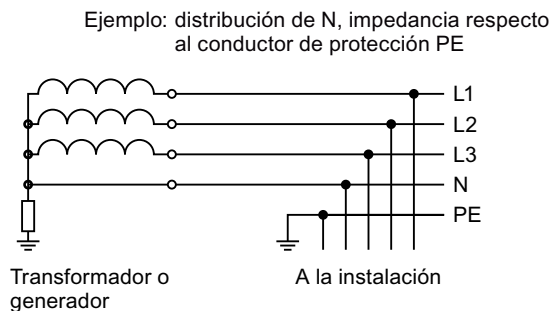 Ejemplo: distribución de N, impedancia respecto
al conductor de protección PE
L1
L2
L3
N
PE
Transformador o
generador
A la instalación